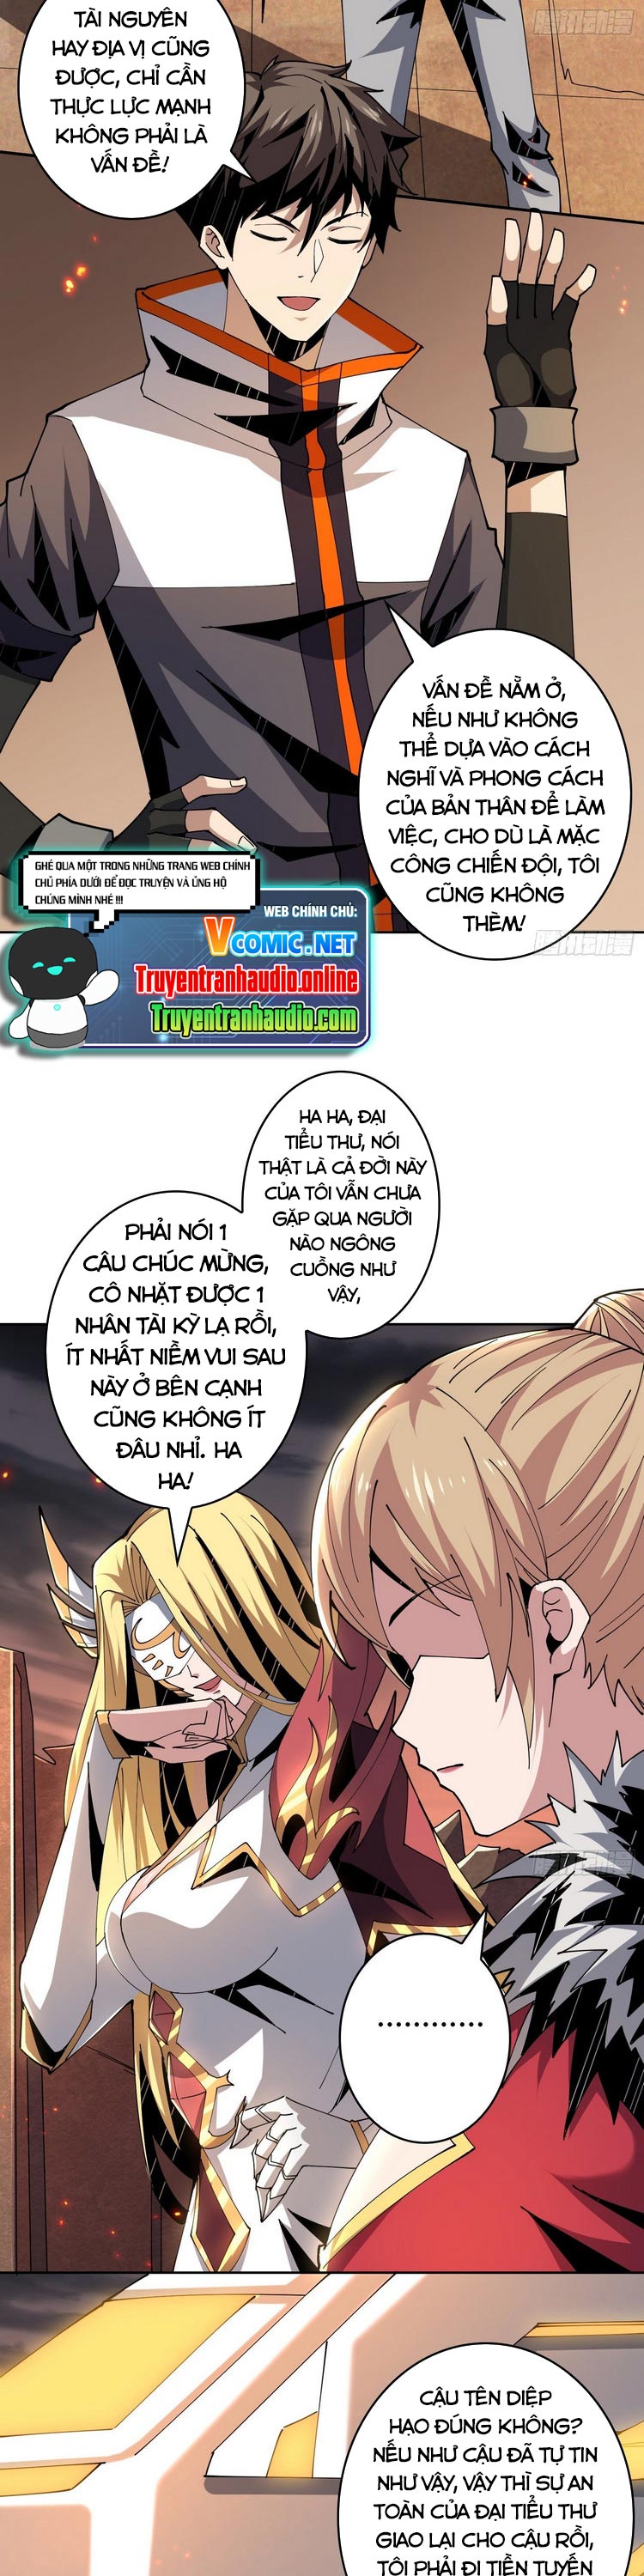 TÀI NGUYÊN
HAY ĐỊA VỊ CŨNG
ĐƯỢC, CHỈ CẦN
THỰC LỰC MẠNH
KHÔNG PHẢI LÀ
VẤN ĐỀ!
VẤN ĐỀ NẰM Ở,
NẾU NHƯ KHÔNG
THỂ DỰA VÀO CÁCH
NGHĨ VÀ PHONG CÁCH
CỦA BẢN THÂN ĐỂ LÀM
VIỆC, CHO DÙ LÀ MẶC
CÔNG CHIẾN ĐỘI, TÔI
CŨNG KHÔNG
THÈM!
GHÉ QUA MỘT TRONG NHỮNG TRANG WEB CHÍNH
CHỦ PHÍA DƯỚI ĐỂ ĐỌC TRUYỆN VÀ ỦNG HỘ
CHÚNG MÌNH NHÉ !!!
WEB CHÍNH CHỦ:
VCOMIC.NET
Truyentranhaudio.online
Truyentranhaudio.com
HA HA, ĐẠI
TIỂU THƯ, NÓI
THẬT LÀ CẢ ĐỜI NÀY
CỦA TÔI VẪN CHƯA
GẶP QUA NGƯỜI
NÀO NGÔNG
CUỒNG NHƯ
VẬY,
PHẢI NÓI 1
CÂU CHÚC MỪNG,
CÔ NHẶT ĐƯỢC 1
NHÂN TÀI KỲ LẠ RỒI,
ÍT NHẤT NIỀM VUI SAU
NÀY Ở BÊN CẠNH
CŨNG KHÔNG ÍT
ĐÂU NHỈ. HA
HA!
.............
CẬU TÊN DIỆP
HẠO ĐÚNG KHÔNG?
NẾU NHƯ CẬU ĐÃ TỰ TIN
NHƯ VẬY, VẬY THÌ SỰ AN
TOÀN CỦA ĐẠI TIỂU THƯ
GIAO LẠI CHO CẬU RỒI,
TÔI PHẢI ĐI TIỀN TUYẾN